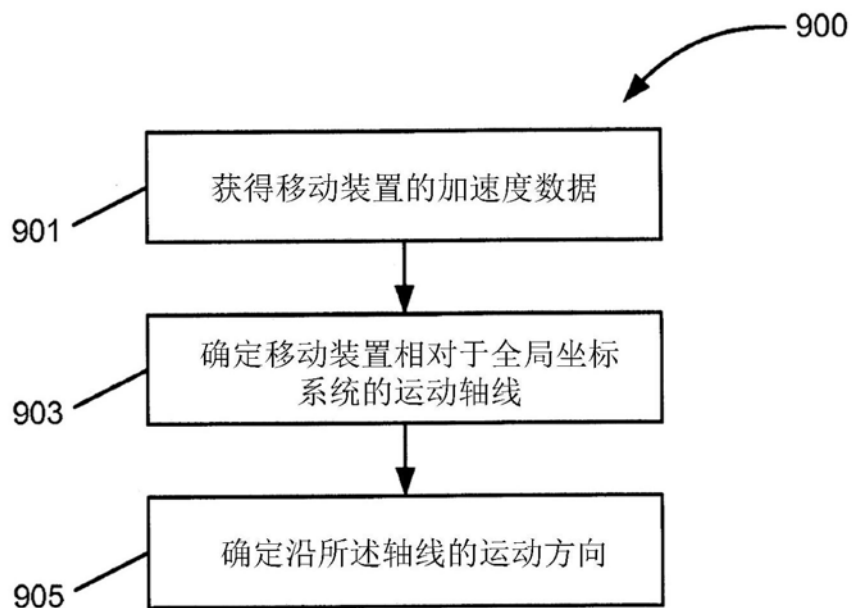 900
获得移动装置的加速度数据
901
确定移动装置相对于全局坐标
系统的运动轴线
903
确定沿所述轴线的运动方向
905